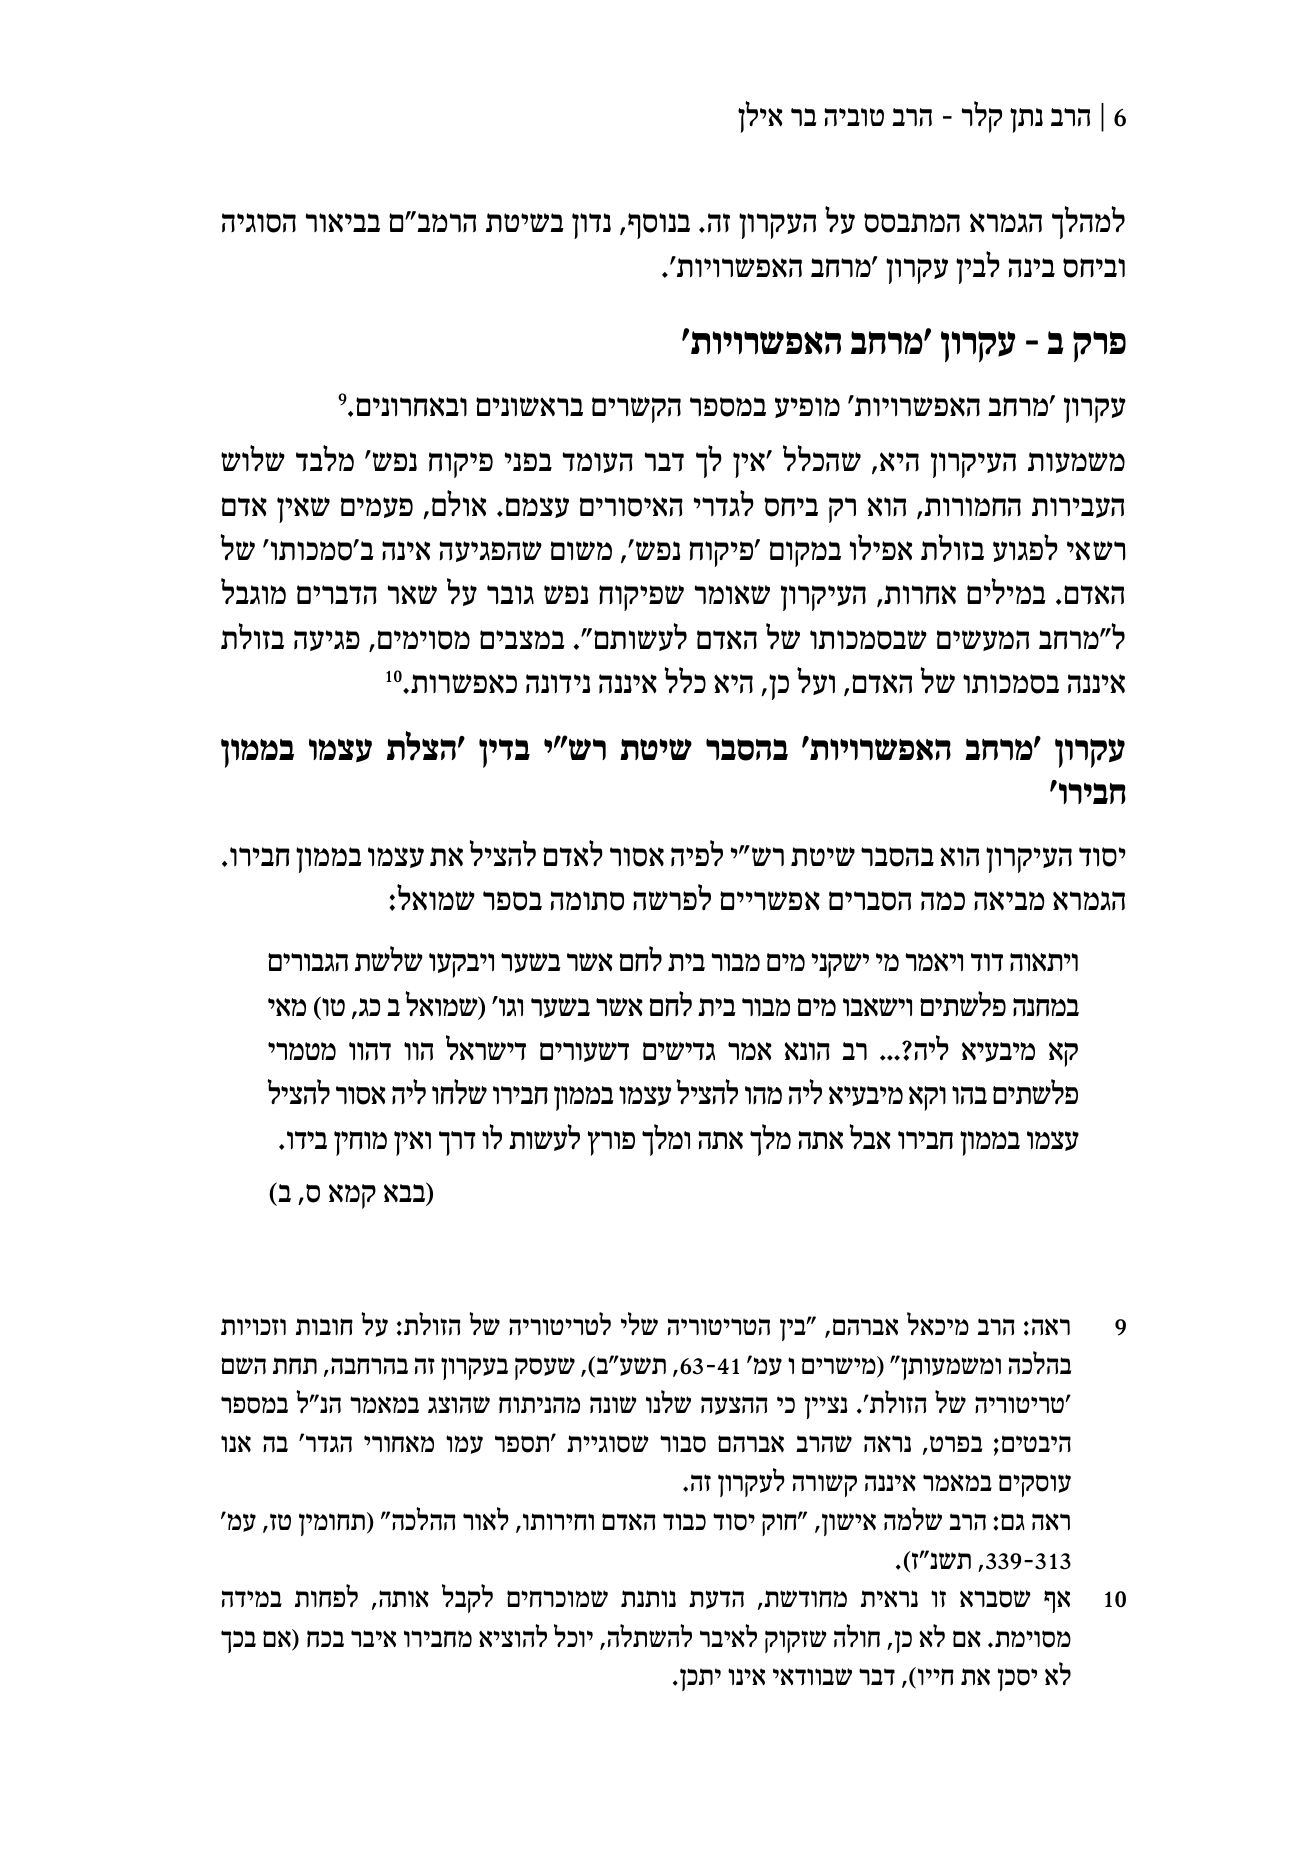 6 | הרב נתן קלר - הרב טוביה בר אילן
למהלך הגמרא המתבסס על העקרון זה. בנוסף, נדון בשיטת הרמב"ם בביאור הסוגיה
וביחס בינה לבין עקרון 'מרחב האפשרויות'.
פרק ב - עקרון 'מרחב האפשרויות'
עקרון 'מרחב האפשרויות' מופיע במספר הקשרים בראשונים ובאחרונים.9
משמעות העיקרון היא, שהכלל 'אין לך דבר העומד בפני פיקוח נפש' מלבד שלוש
העבירות החמורות, הוא רק ביחס לגדרי האיסורים עצמם. אולם, פעמים שאין אדם
רשאי לפגוע בזולת אפילו במקום 'פיקוח נפש', משום שהפגיעה אינה ב'סמכותו' של
האדם. במילים אחרות, העיקרון שאומר שפיקוח נפש גובר על שאר הדברים מוגבל
ל"מרחב המעשים שבסמכותו של האדם לעשותם". במצבים מסוימים, פגיעה בזולת
איננה בסמכותו של האדם, ועל כן, היא כלל איננה נידונה כאפשרות.10
עקרון 'מרחב האפשרויות' בהסבר שיטת רש"י בדין 'הצלת עצמו בממון
חבירו'
יסוד העיקרון הוא בהסבר שיטת רש"י לפיה אסור לאדם להציל את עצמו בממון חבירו.
הגמרא מביאה כמה הסברים אפשריים לפרשה סתומה בספר שמואל:
ויתאוה דוד ויאמר מי ישקני מים מבור בית לחם אשר בשער ויבקעו שלשת הגבורים
במחנה פלשתים וישאבו מים מבור בית לחם אשר בשער וגו' (שמואל ב כג, טו) מאי
קא מיבעיא ליה?... רב הונא אמר גדישים דשעורים דישראל הוו דהוו מטמרי
פלשתים בהו וקא מיבעיא ליה מהו להציל עצמו בממון חבירו שלחו ליה אסור להציל
עצמו בממון חבירו אבל אתה מלך אתה ומלך פורץ לעשות לו דרך ואין מוחין בידו.
(בבא קמא ס, ב)
9 ראה: הרב מיכאל אברהם, "בין הטריטוריה שלי לטריטוריה של הזולת: על חובות וזכויות
בהלכה ומשמעותן" (מישרים ו עמ' 63-41, תשע"ב), שעסק בעקרון זה בהרחבה, תחת השם
'טריטוריה של הזולת'. נציין כי ההצעה שלנו שונה מהניתוח שהוצג במאמר הנ"ל במספר
היבטים; בפרט, נראה שהרב אברהם סבור שסוגיית 'תספר עמו מאחורי הגדר' בה אנו
עוסקים במאמר איננה קשורה לעקרון זה.
ראה גם: הרב שלמה אישון, "חוק יסוד כבוד האדם וחירותו, לאור ההלכה" (תחומין טז, עמ'
339-313, תשנ"ז).
10 אף שסברא זו נראית מחודשת, הדעת נותנת שמוכרחים לקבל אותה, לפחות במידה
מסוימת. אם לא כן, חולה שזקוק לאיבר להשתלה, יוכל להוציא מחבירו איבר בכח (אם בכך
לא יסכן את חייו), דבר שבוודאי אינו יתכן.